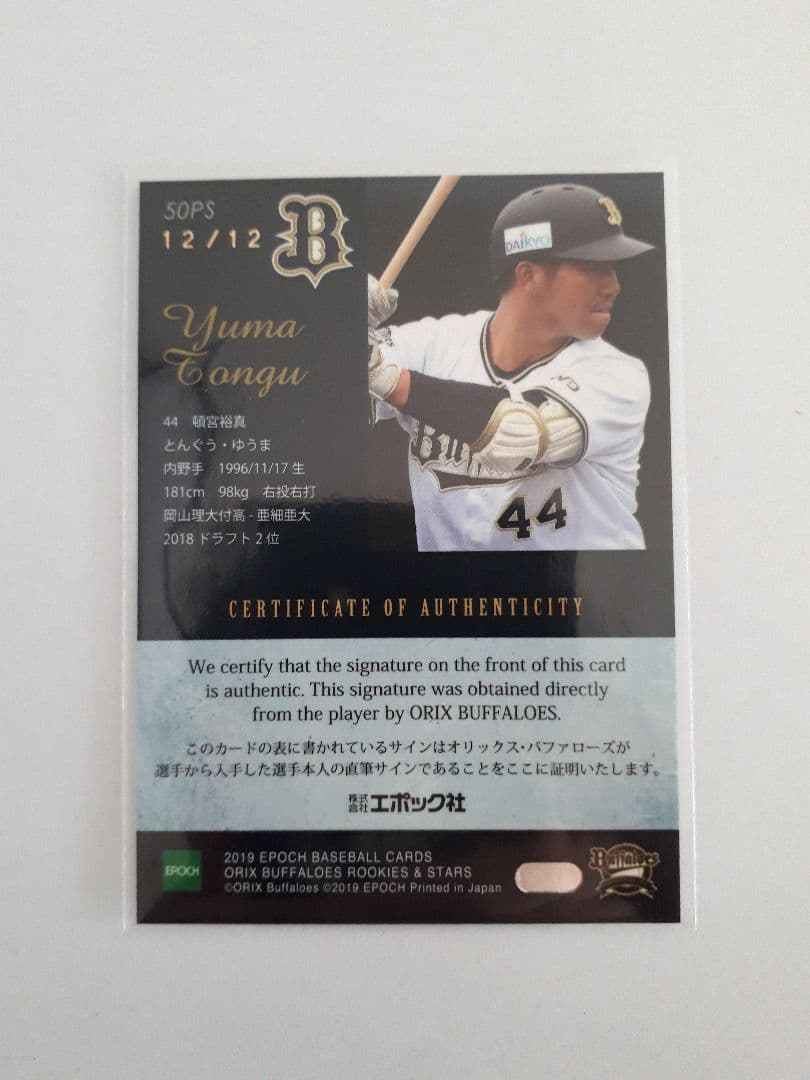 50PS
12/12
B
B
DAIKYO
Yuma
Tongu
44
44 頓宮裕真
とんぐう・ゆうま
内野手 1996/11/17 生
181cm 98kg 右投右打
岡山理大付高 - 亜細亜大
2018 ドラフト 2 位
CERTIFICATE OF AUTHENTICITY
We certify that the signature on the front of this card
is authentic. This signature was obtained directly
from the player by ORIX BUFFALOES.
このカードの表に書かれているサインはオリックス・バファローズが
選手から入手した選手本人の直筆サインであることをここに証明いたします。
株式会社エポック社
EPOCH
2019 EPOCH BASEBALL CARDS
ORIX BUFFALOES ROOKIES & STARS
©ORIX Buffaloes ©2019 EPOCH Printed in Japan
Buffaloes